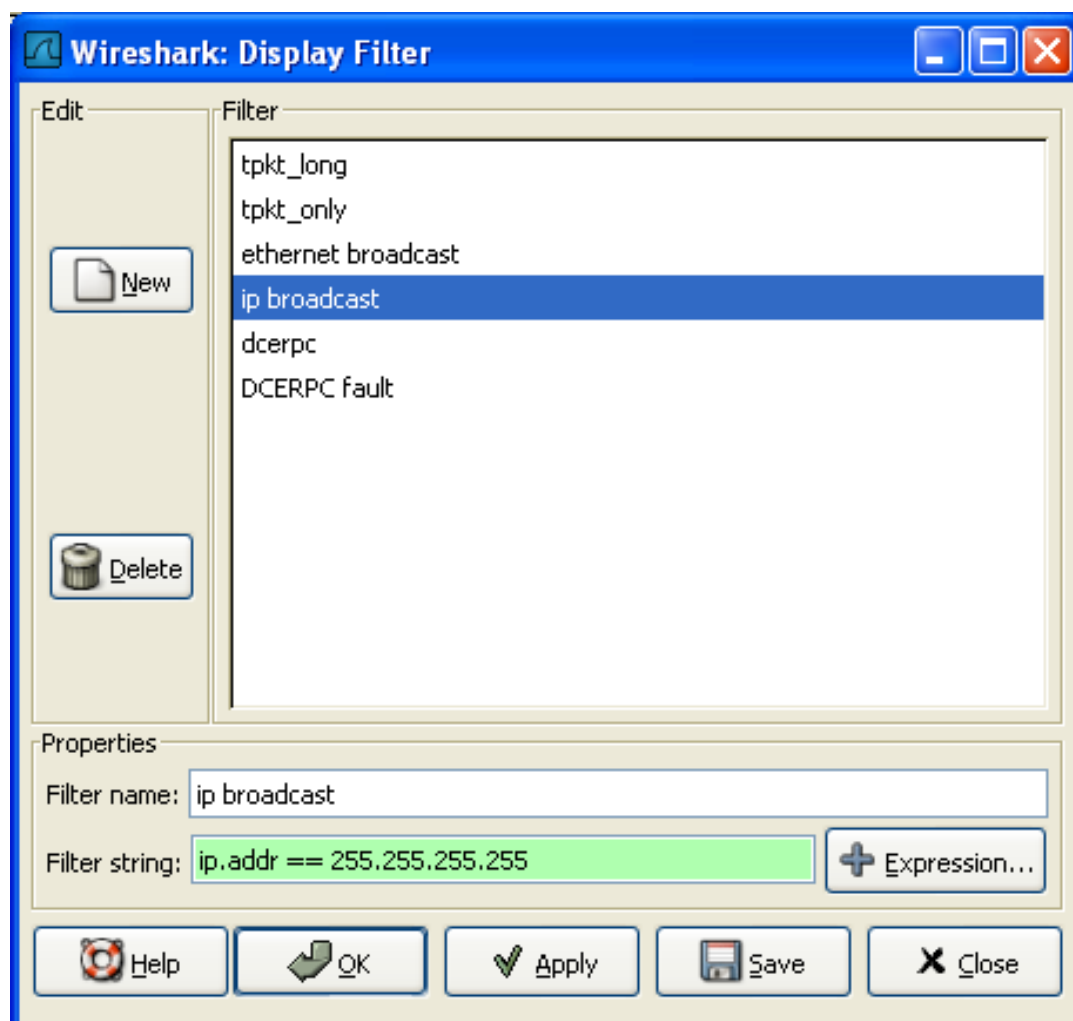 Wireshark: Display Filter
Edit
Filter
tpkt_long
tpkt_only
ethernet broadcast
ip broadcast
dcerpc
DCERPC fault
New
Delete
Properties
Filter name: ip broadcast
Filter string: ip.addr == 255.255.255.255 Expression...
Help OK Apply Save Close